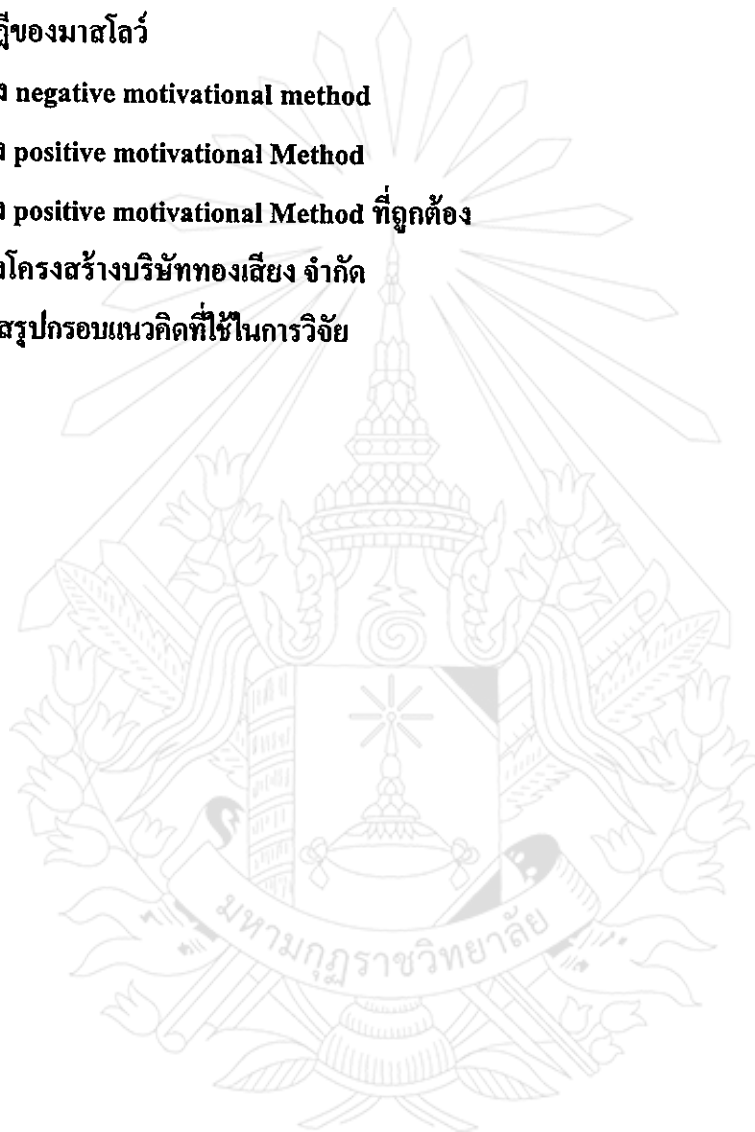 ฎีของมาสโลว์
ง negative motivational method
ง positive motivational Method
ง positive motivational Method ที่ถูกต้อง
งโครงสร้างบริษัททองเสียง จำกัด
สรุปกรอบแนวคิดที่ใช้ในการวิจัย
มหามกุฏราชวิทยาลัย